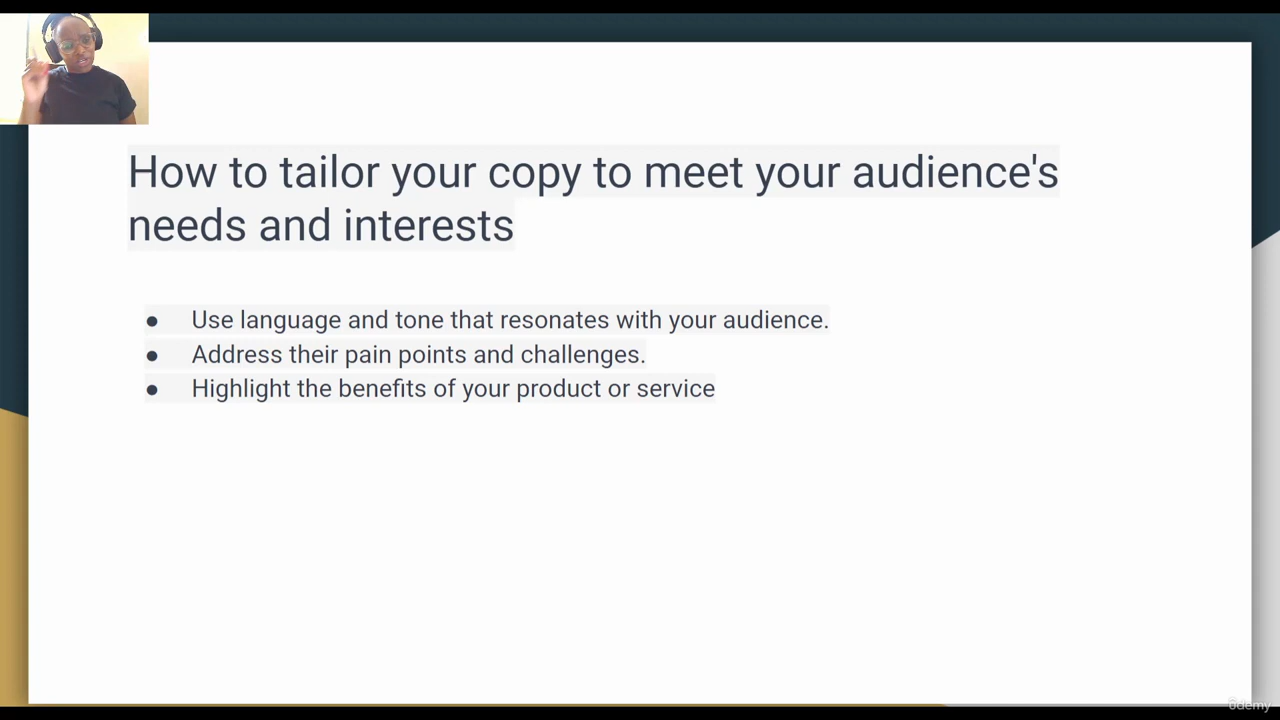 How to tailor your copy to meet your audience's
needs and interests
● Use language and tone that resonates with your audience.
● Address their pain points and challenges.
● Highlight the benefits of your product or service
ûdemy